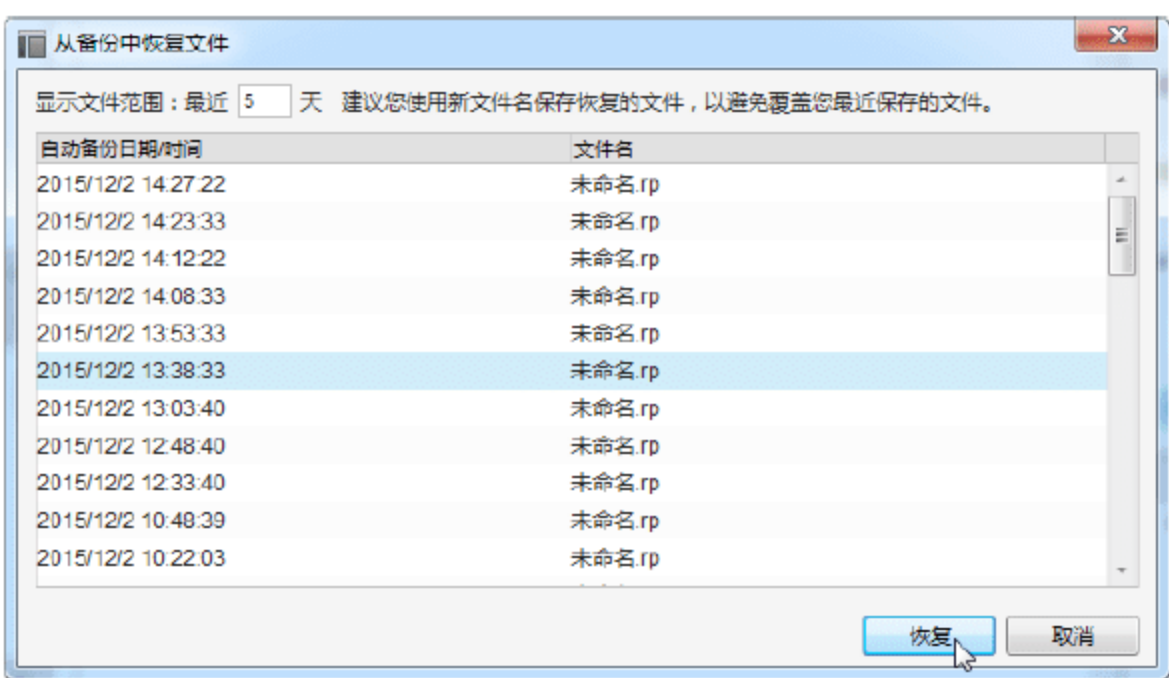 从备份中恢复文件
显示文件范围：最近 5 天 建议您使用新文件名保存恢复的文件，以避免覆盖您最近保存的文件。
自动备份日期/时间 文件名
2015/12/2 14:27:22 未命名.rp
2015/12/2 14:23:33 未命名.rp
2015/12/2 14:12:22 未命名.rp
2015/12/2 14:08:33 未命名.rp
2015/12/2 13:53:33 未命名.rp
2015/12/2 13:38:33 未命名.rp
2015/12/2 13:03:40 未命名.rp
2015/12/2 12:48:40 未命名.rp
2015/12/2 12:33:40 未命名.rp
2015/12/2 10:48:39 未命名.rp
2015/12/2 10:22:03 未命名.rp
恢复 取消